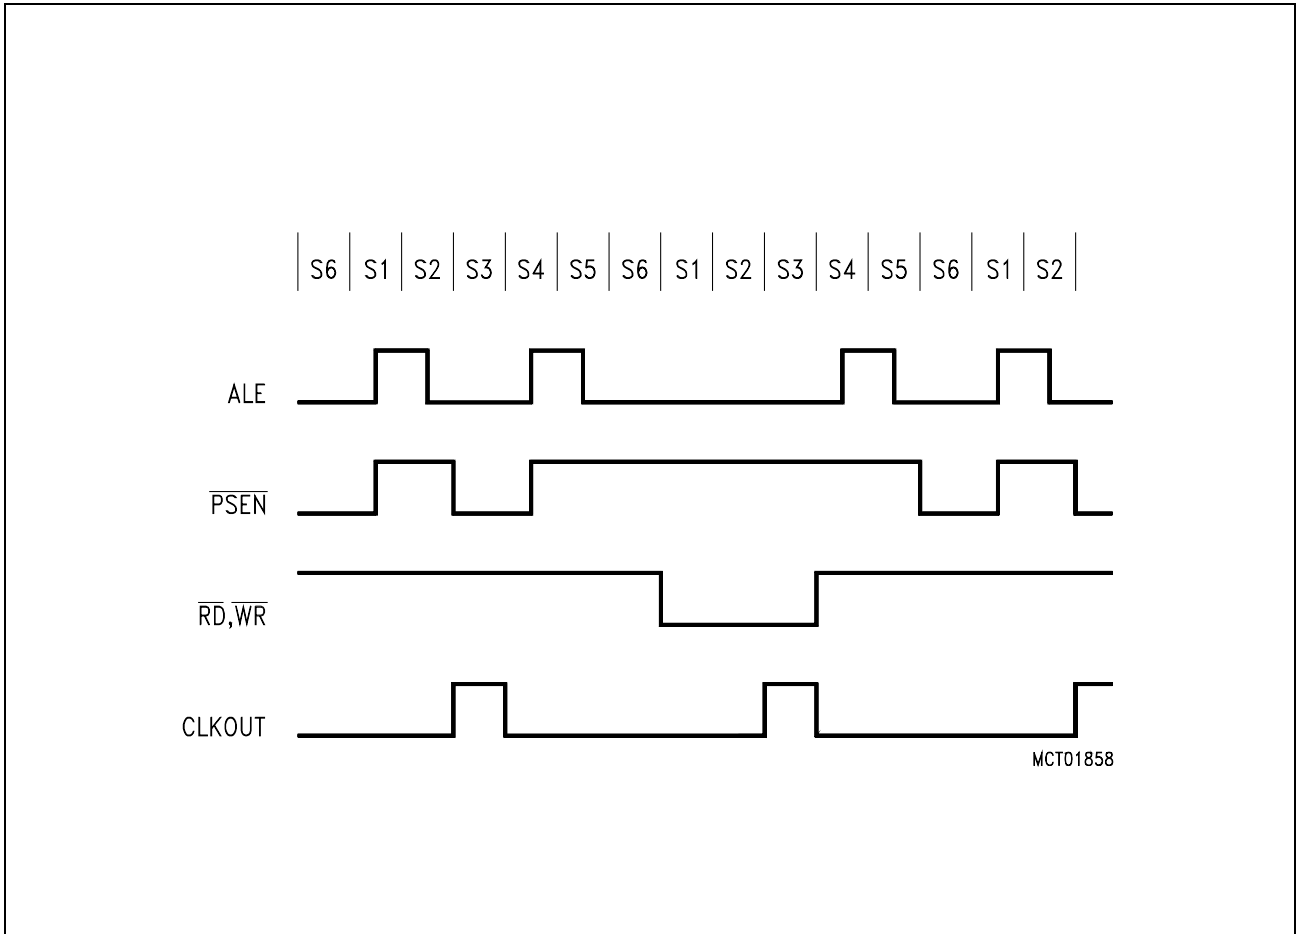 S6 S1 S2 S3 S4 S5 S6 S1 S2 S3 S4 S5 S6 S1 S2
ALE
PSEN
RD,WR
CLKOUT
MCT01858